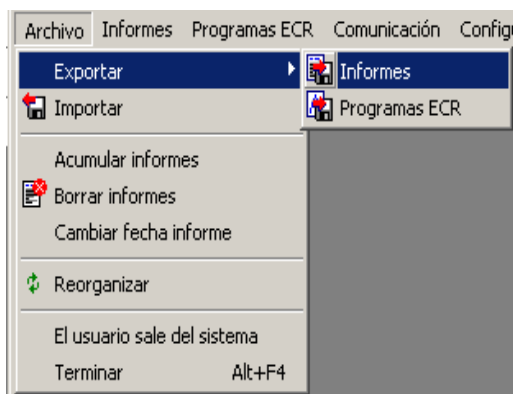 Archivo Informes Programas ECR Comunicación Config
Exportar
Informes
Importar
Programas ECR
Acumular informes
Borrar informes
Cambiar fecha informe
Reorganizar
El usuario sale del sistema
Terminar Alt+F4